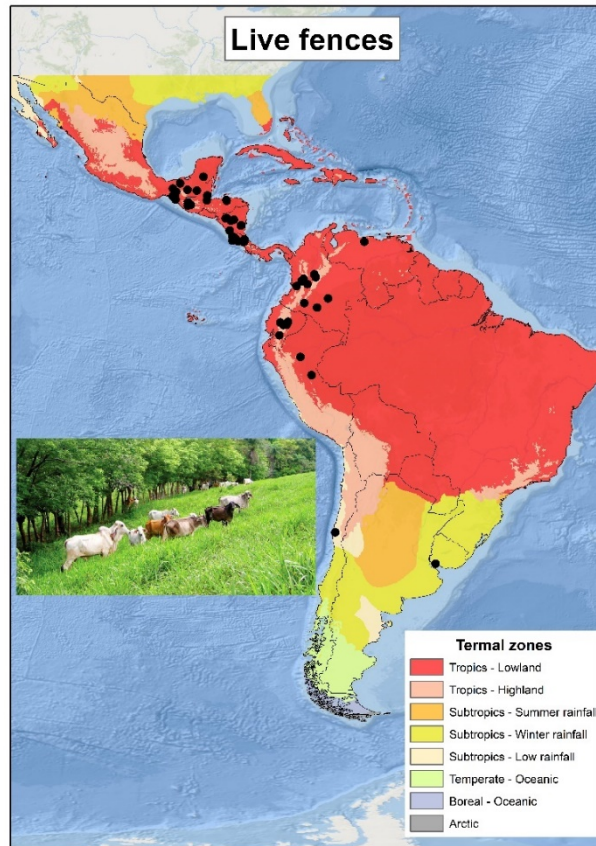 Live fences
Termal zones
Tropics - Lowland
Tropics - Highland
Subtropics - Summer rainfall
Subtropics - Winter rainfall
Subtropics - Low rainfall
Temperate - Oceanic
Boreal - Oceanic
Arctic